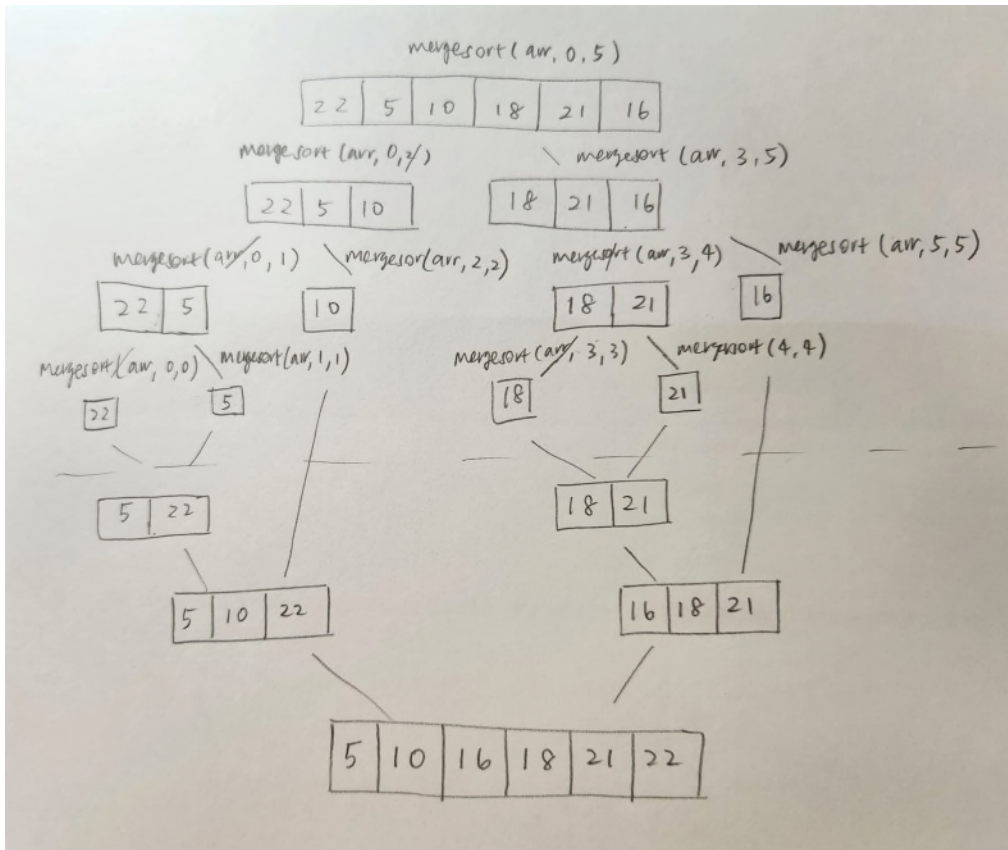 mergesort (arr, 0, 5)
22 5 10 18 21 16
mergesort (arr, 0, 2) mergesort (arr, 3, 5)
22 5 10 18 21 16
mergesort (arr, 0, 1) mergesor(arr, 2, 2) mergesort (arr, 3, 4) mergesort (arr, 5, 5)
22 5 10 18 21 16
mergesort (arr, 0, 0) mergesort (arr, 1, 1) mergesort (arr, 3, 3) mergesort (4, 4)
22 5 18 21
5 22 18 21
5 10 22 16 18 21
5 10 16 18 21 22